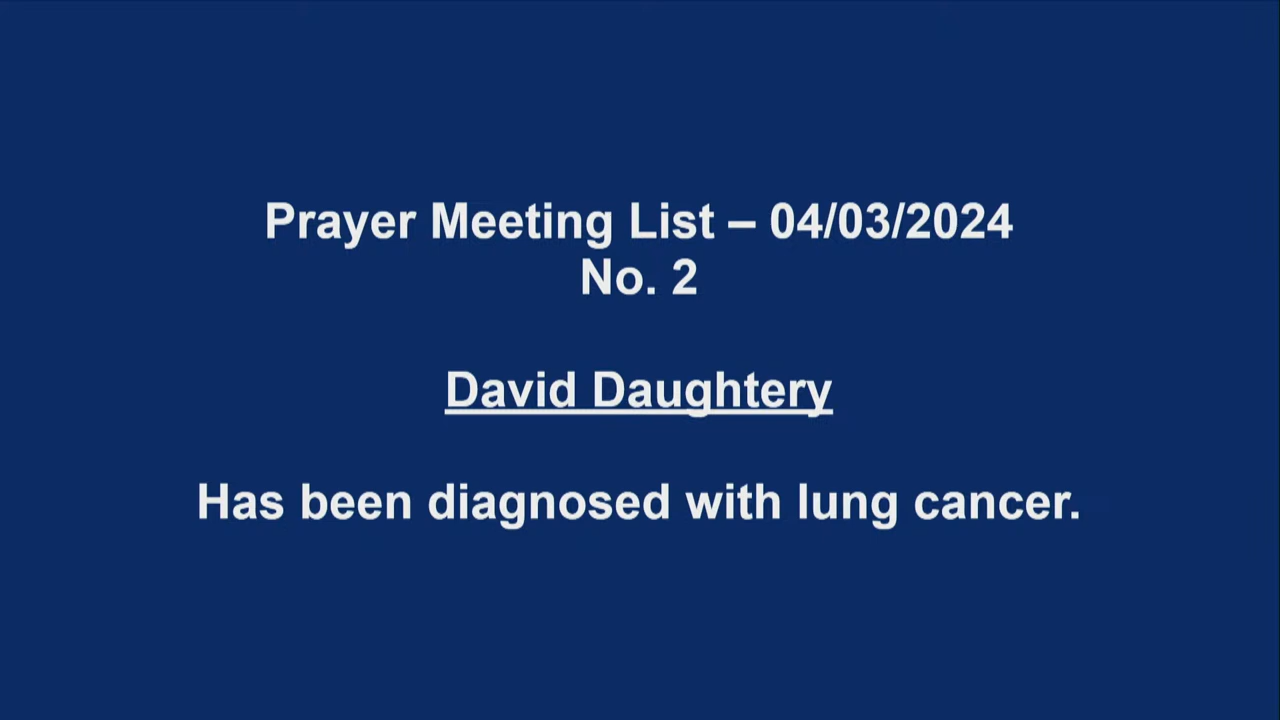 Prayer Meeting List – 04/03/2024
No. 2
David Daughtery
Has been diagnosed with lung cancer.